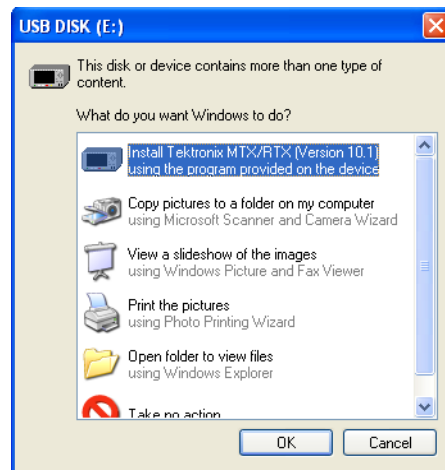 USB DISK (E:)
This disk or device contains more than one type of
content.
What do you want Windows to do?
Install Tektronix MTX/RTX (Version 10.1)
using the program provided on the device
Copy pictures to a folder on my computer
using Microsoft Scanner and Camera Wizard
View a slideshow of the images
using Windows Picture and Fax Viewer
Print the pictures
using Photo Printing Wizard
Open folder to view files
using Windows Explorer
Take no action
OK
Cancel